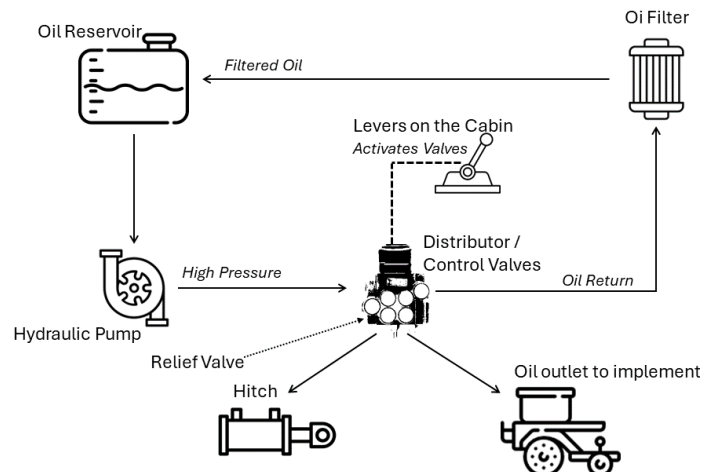 Oi Filter
Oil Reservoir
Filtered Oil
Levers on the Cabin
Activates Valves
Distributor /
Control Valves
High Pressure
Oil Return
Hydraulic Pump
Relief Valve
Oil outlet to implement
Hitch